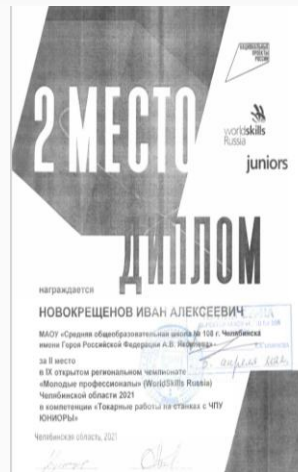 НАЦИОНАЛЬНЫЕ
ПРОЕКТЫ
РОССИИ
2 МЕСТО
worldskills
Russia
juniors
ДИПЛОМ
награждается
НОВОКРЕЩЕНОВ ИВАН АЛЕКСЕЕВИЧ
МАОУ «Средняя общеобразовательная школа № 108 г. Челябинска
имени Героя Российской Федерации А.В. Яковлева»
апреля
за II место
в IX открытом региональном чемпионате
«Молодые профессионалы» (WorldSkills Russia)
Челябинской области 2021
в компетенции «Токарные работы на станках с ЧПУ
ЮНИОРЫ»
Челябинская область, 2021